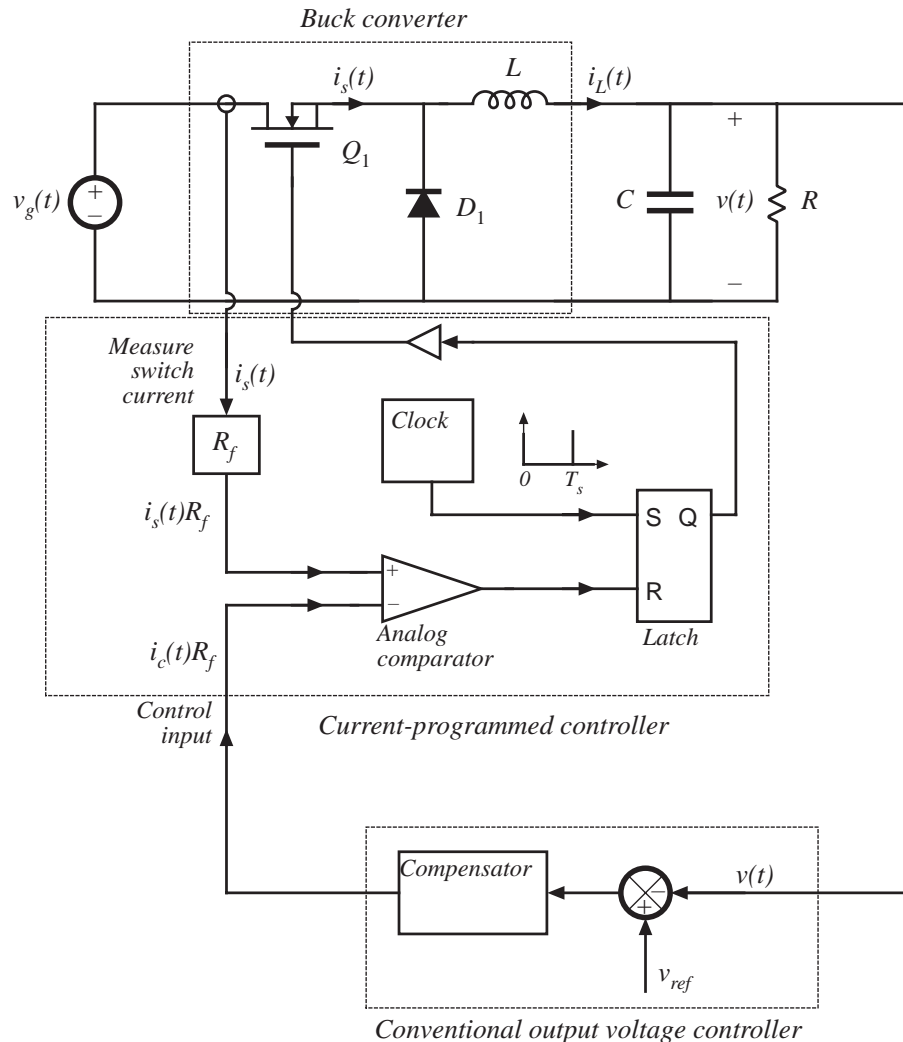 Buck converter
i_s(t)
L
i_L(t)
+
v_g(t)
+
–
Q_1
D_1
C
v(t)
R
–
Measure
switch
current
i_s(t)
Clock
R_f
0
T_s
S Q
i_s(t)R_f
+
–
R
Analog
comparator
Latch
i_c(t)R_f
Control
input
Current-programmed controller
Compensator
–
+
v(t)
v_ref
Conventional output voltage controller